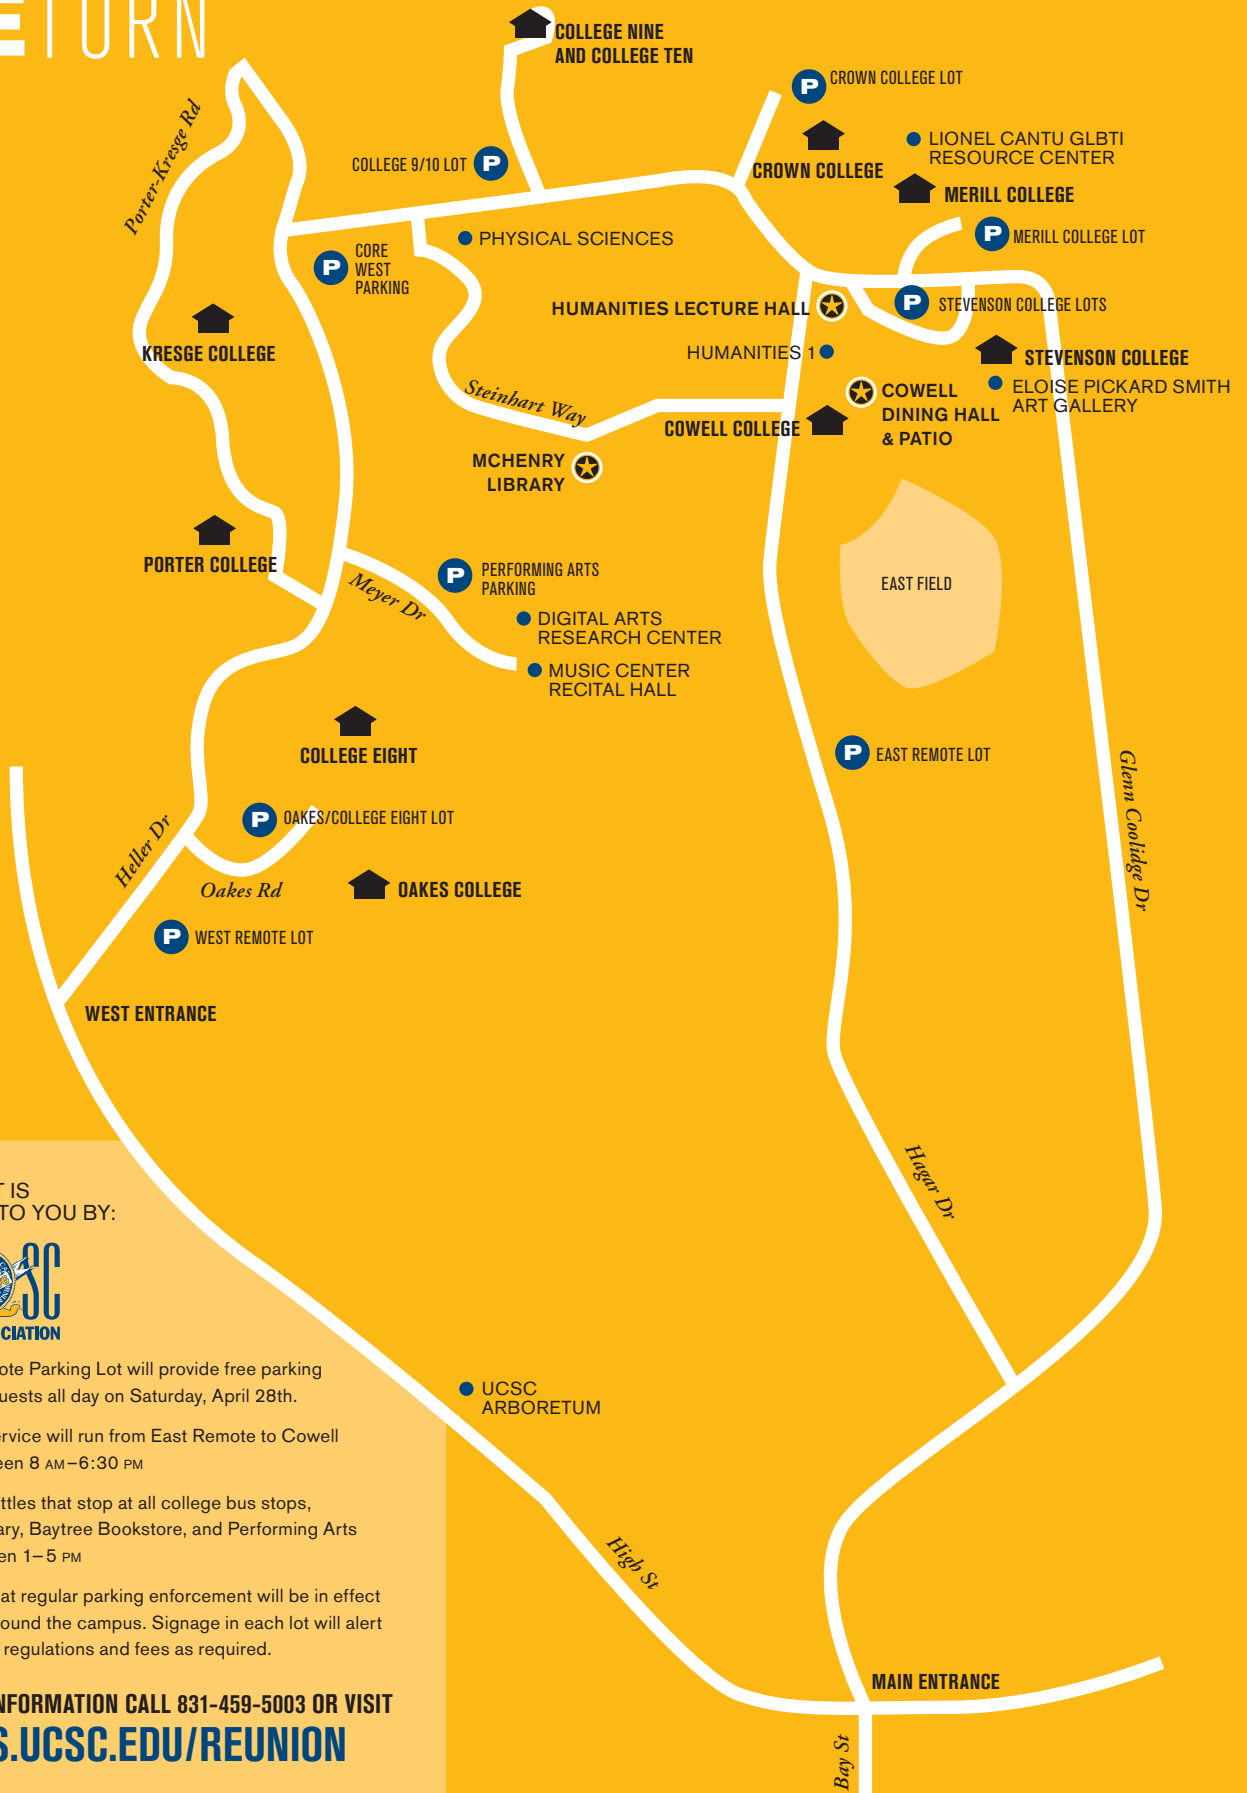 ETURN
COLLEGE NINE
AND COLLEGE TEN
P
CROWN COLLEGE LOT
Porter-Kresge Rd
COLLEGE 9/10 LOT
P
CROWN COLLEGE
LIONEL CANTU GLBTI
RESOURCE CENTER
MERILL COLLEGE
P
MERILL COLLEGE LOT
PHYSICAL SCIENCES
P
CORE
WEST
PARKING
HUMANITIES LECTURE HALL
P
STEVENSON COLLEGE LOTS
KRESGE COLLEGE
HUMANITIES 1
STEVENSON COLLEGE
ELOISE PICKARD SMITH
ART GALLERY
Steinhart Way
COWELL
DINING HALL
& PATIO
COWELL COLLEGE
MCHENRY
LIBRARY
PORTER COLLEGE
Meyer Dr
P
PERFORMING ARTS
PARKING
EAST FIELD
DIGITAL ARTS
RESEARCH CENTER
MUSIC CENTER
RECITAL HALL
COLLEGE EIGHT
P
EAST REMOTE LOT
Glenn Coolidge Dr
P
OAKES/COLLEGE EIGHT LOT
Heller Dr
Oakes Rd
OAKES COLLEGE
P
WEST REMOTE LOT
WEST ENTRANCE
Hagar Dr
T IS
TO YOU BY:
SC
CIATION
ote Parking Lot will provide free parking
uests all day on Saturday, April 28th.
ervice will run from East Remote to Cowell
een 8 AM–6:30 PM
ttles that stop at all college bus stops,
ary, Baytree Bookstore, and Performing Arts
en 1–5 PM
at regular parking enforcement will be in effect
ound the campus. Signage in each lot will alert
regulations and fees as required.
NFORMATION CALL 831-459-5003 OR VISIT
S.UCSC.EDU/REUNION
UCSC
ARBORETUM
High St
MAIN ENTRANCE
Bay St